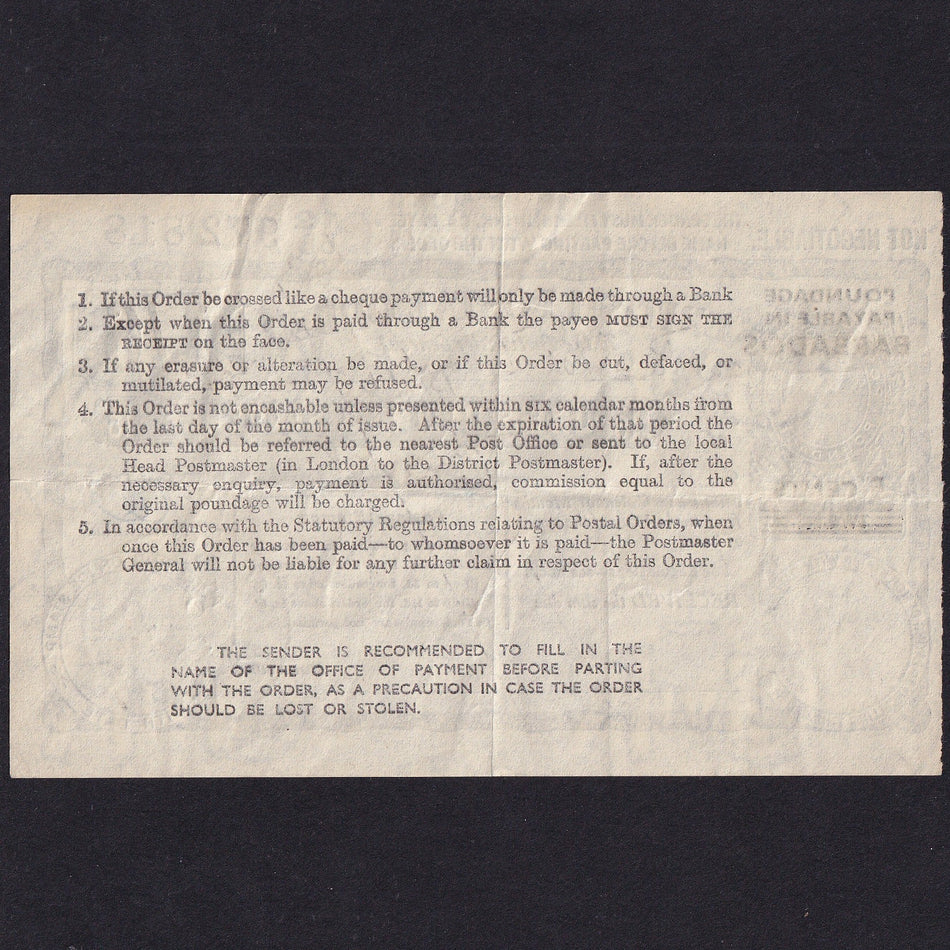 1. If this Order be crossed like a cheque payment will only be made through a Bank
2. Except when this Order is paid through a Bank the payee MUST SIGN THE
RECEIPT on the face.
3. If any erasure or alteration be made, or if this Order be cut, defaced, or
mutilated, payment may be refused.
4. This Order is not encashable unless presented within SIX calendar months from
the last day of the month of issue. After the expiration of that period the
Order should be referred to the nearest Post Office or sent to the local
Head Postmaster (in London to the District Postmaster). If, after the
necessary enquiry, payment is authorised, commission equal to the
original poundage will be charged.
5. In accordance with the Statutory Regulations relating to Postal Orders, when
once this Order has been paid—to whomsoever it is paid—the Postmaster
General will not be liable for any further claim in respect of this Order.
THE SENDER IS RECOMMENDED TO FILL IN THE
NAME OF THE OFFICE OF PAYMENT BEFORE PARTING
WITH THE ORDER, AS A PRECAUTION IN CASE THE ORDER
SHOULD BE LOST OR STOLEN.
NOT NEGOTIABLE
POUNDAGE
PAYABLE IN
BARBADOS